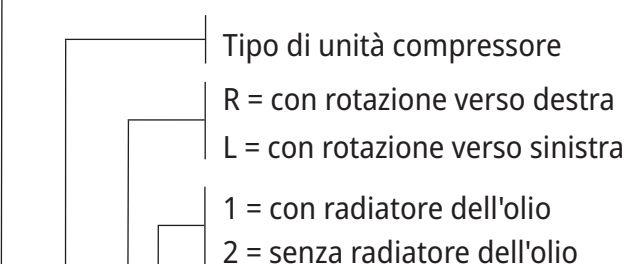 Tipo di unità compressore
R = con rotazione verso destra
L = con rotazione verso sinistra
1 = con radiatore dell'olio
2 = senza radiatore dell'olio